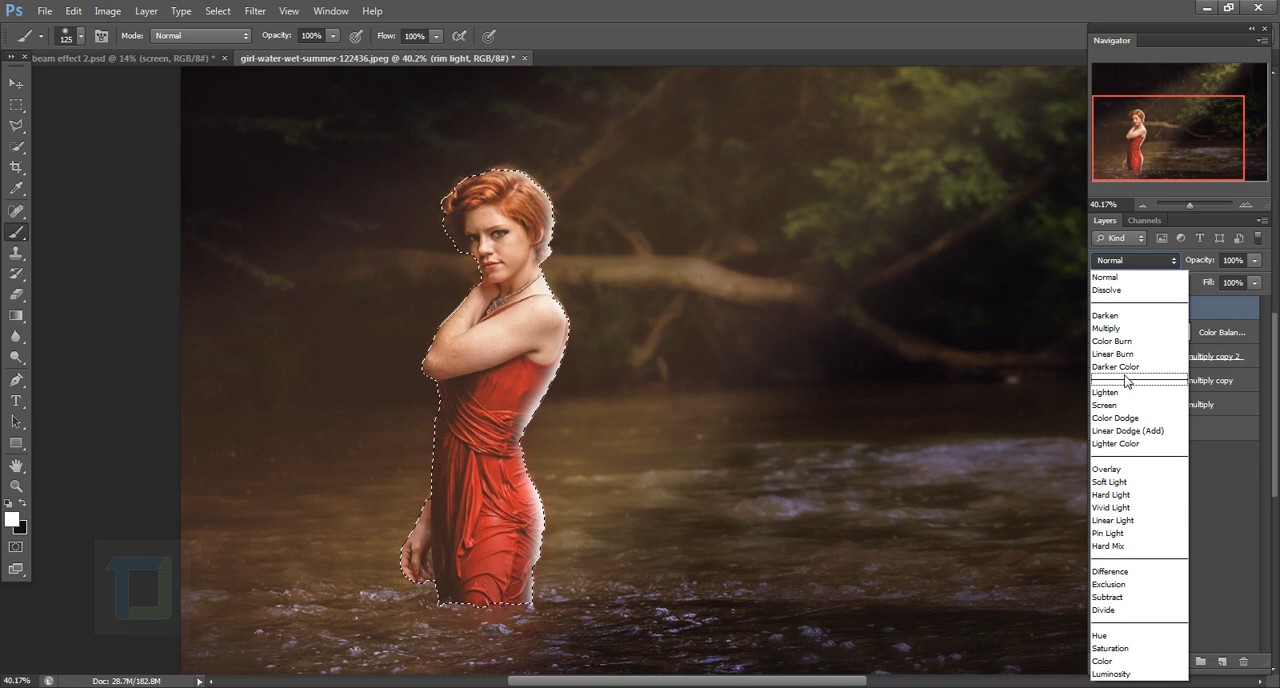 Ps File Edit Image Layer Type Select Filter View Window Help
125 Mode: Normal Opacity: 100% Flow: 100%
beam effect 2.psd @ 14% (screen, RGB/8#) * × girl-water-wet-summer-122436.jpeg @ 40.2% (rim light, RGB/8#) * ×
Navigator
40.17%
Layers Channels
Kind
Normal Opacity: 100%
Fill: 100%
Normal
Dissolve
Darken
Multiply
Color Burn
Linear Burn
Darker Color
Lighten
Screen
Color Dodge
Linear Dodge (Add)
Lighter Color
Overlay
Soft Light
Hard Light
Vivid Light
Linear Light
Pin Light
Hard Mix
Difference
Exclusion
Subtract
Divide
Hue
Saturation
Color
Luminosity
Color Balan...
multiply copy 2
multiply copy
multiply
40.17% Doc: 28.7M/182.8M